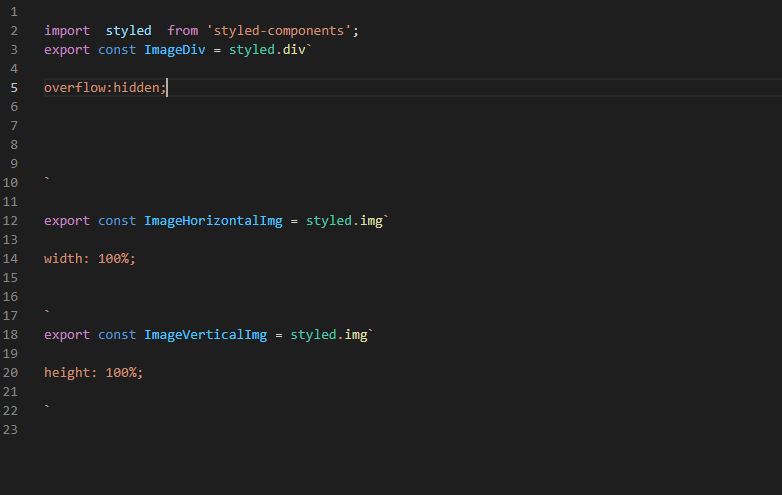 1
2 import  styled  from 'styled-components';
3 export const ImageDiv = styled.div`
4
5 overflow:hidden;
6
7
8
9
10 `
11
12 export const ImageHorizontalImg = styled.img`
13
14 width: 100%;
15
16
17 `
18 export const ImageVerticalImg = styled.img`
19
20 height: 100%;
21
22 `
23